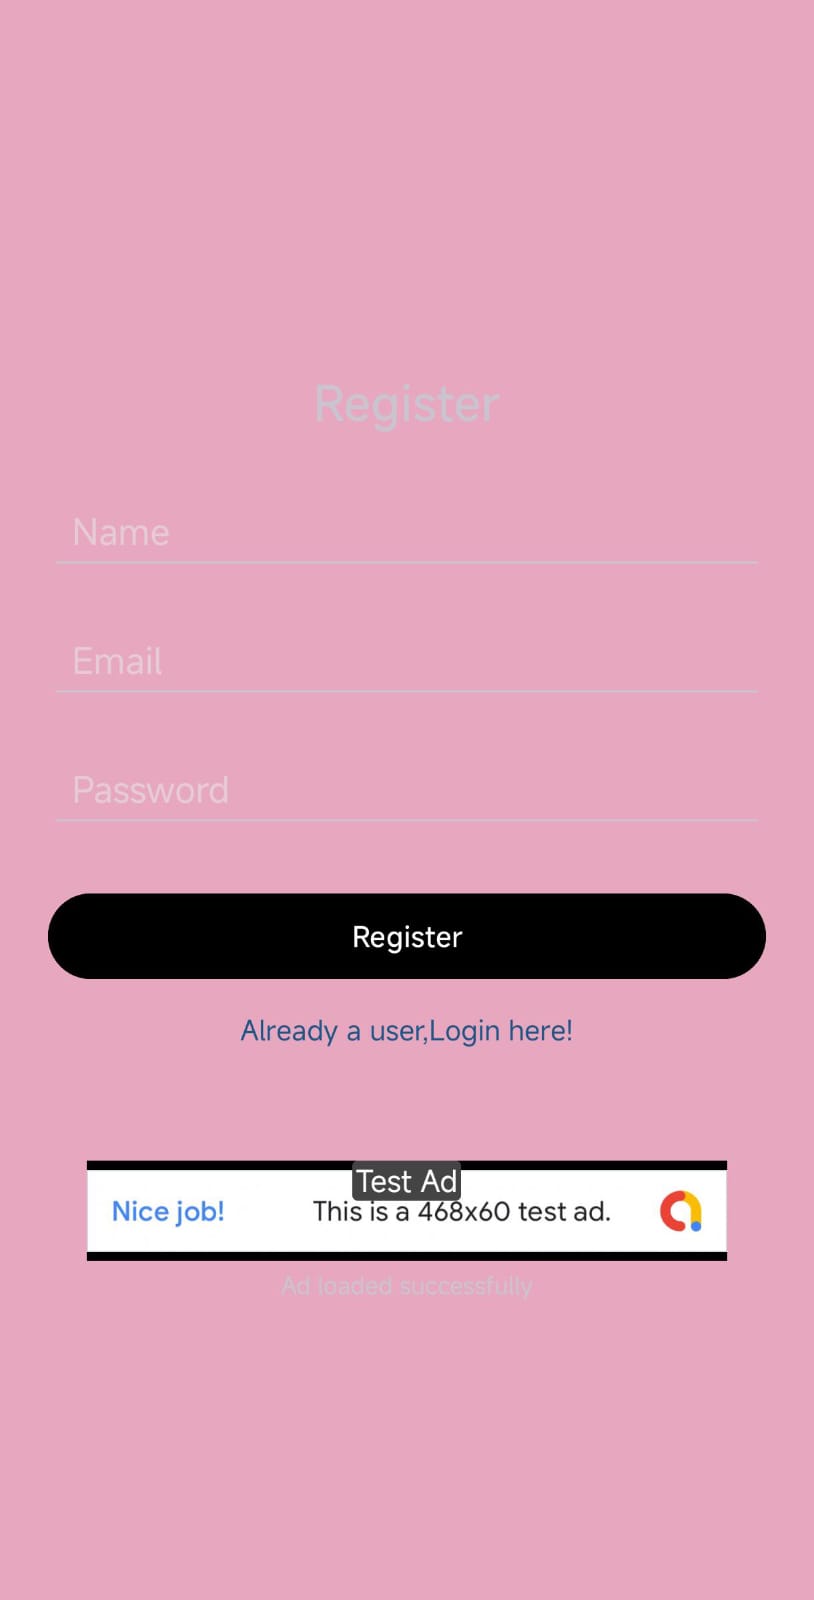 Register
Name
Email
Password
Register
Already a user,Login here!
Test Ad
Nice job!
This is a 468x60 test ad.
Ad loaded successfully